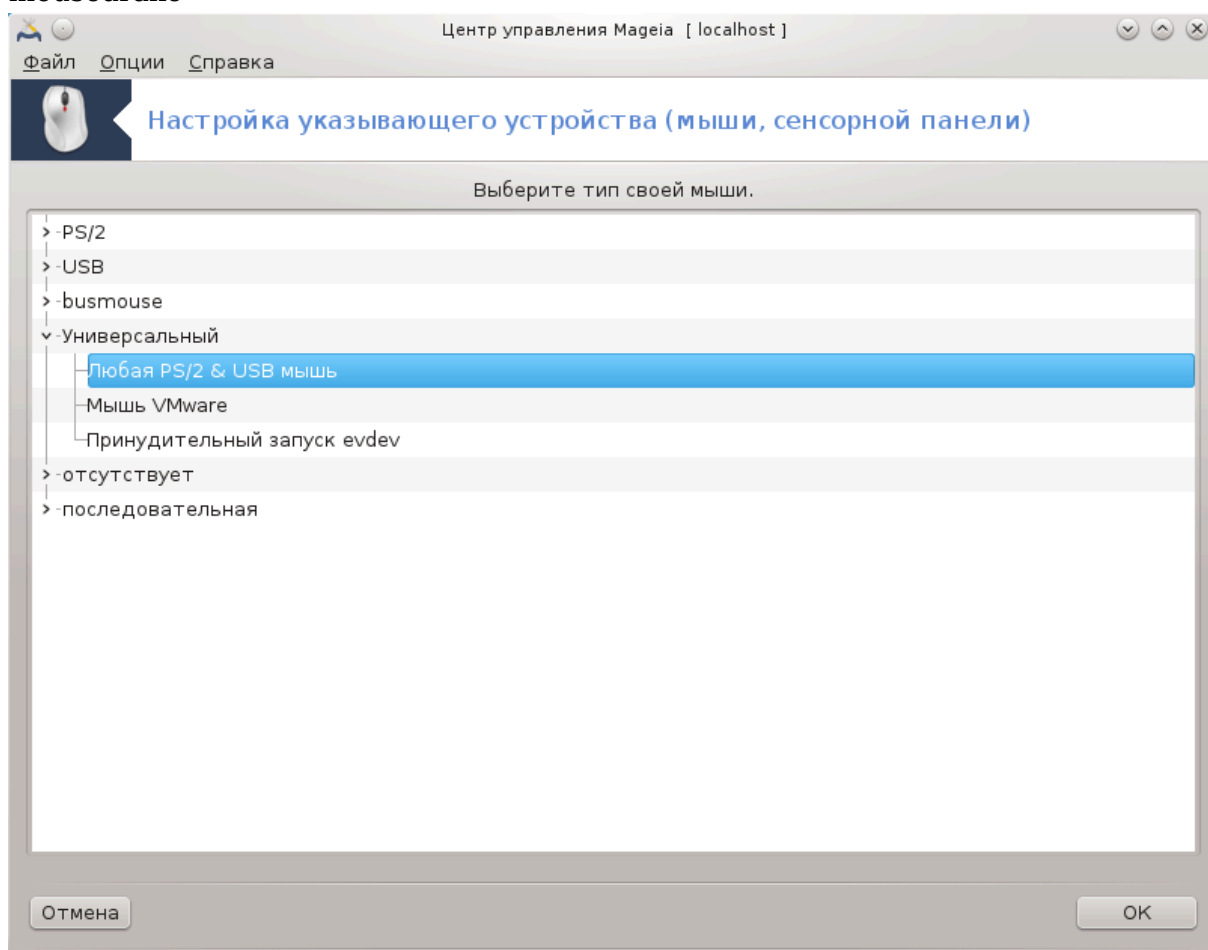 Центр управления Mageia [ localhost ]
Файл Опции Справка
Настройка указывающего устройства (мыши, сенсорной панели)
Выберите тип своей мыши.
PS/2
USB
busmouse
Универсальный
Любая PS/2 & USB мышь
Мышь VMware
Принудительный запуск evdev
отсутствует
последовательная
Отмена OK